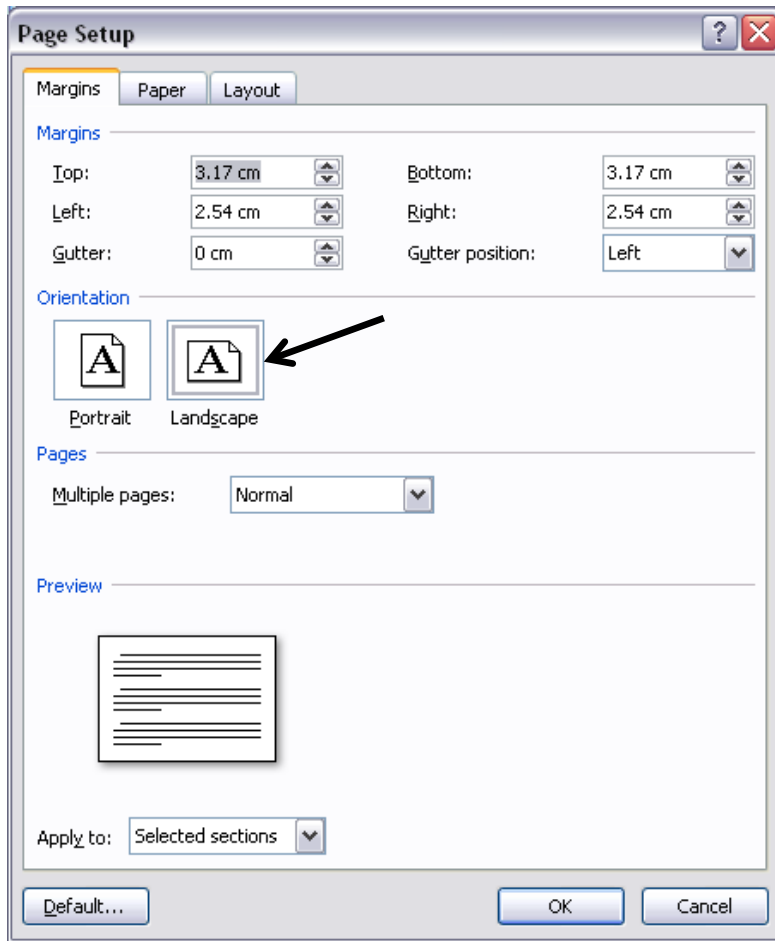 Page Setup
Margins Paper Layout
Margins
Top: 3.17 cm Bottom: 3.17 cm
Left: 2.54 cm Right: 2.54 cm
Gutter: 0 cm Gutter position: Left
Orientation
A A
Portrait Landscape
Pages
Multiple pages: Normal
Preview
Apply to: Selected sections
Default... OK Cancel